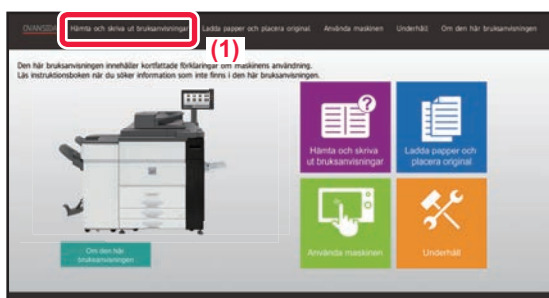 OVANSIDA Hämta och skriva ut bruksanvisningar Ladda papper och placera original Använda maskinen Underhåll Om den här bruksanvisningen
(1)
Den här bruksanvisningen innehåller kortfattade förklaringar om maskinens användning.
Läs instruktionsboken när du söker information som inte finns i den här bruksanvisningen.
Hämta och skriva
ut bruksanvisningar
Ladda papper och
placera original
Använda maskinen
Underhåll
Om den här
bruksanvisningen